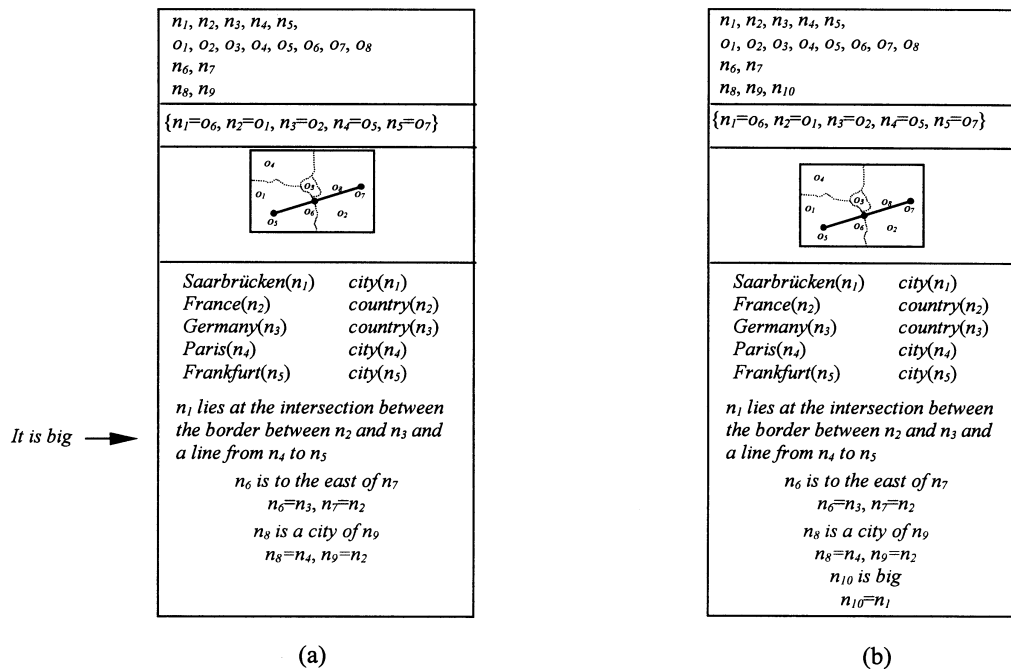 n₁, n₂, n₃, n₄, n₅,
o₁, o₂, o₃, o₄, o₅, o₆, o₇, o₈
n₆, n₇
n₈, n₉
{n₁=o₆, n₂=o₁, n₃=o₂, n₄=o₅, n₅=o₇}
o₄
o₃ o₈
o₁ o₇
o₅ o₆ o₂
Saarbrücken(n₁) city(n₁)
France(n₂) country(n₂)
Germany(n₃) country(n₃)
Paris(n₄) city(n₄)
Frankfurt(n₅) city(n₅)
n₁ lies at the intersection between
the border between n₂ and n₃ and
a line from n₄ to n₅
It is big
n₆ is to the east of n₇
n₆=n₃, n₇=n₂
n₈ is a city of n₉
n₈=n₄, n₉=n₂
(a)
n₁, n₂, n₃, n₄, n₅,
o₁, o₂, o₃, o₄, o₅, o₆, o₇, o₈
n₆, n₇
n₈, n₉, n₁₀
{n₁=o₆, n₂=o₁, n₃=o₂, n₄=o₅, n₅=o₇}
o₄
o₃ o₈
o₁ o₇
o₅ o₆ o₂
Saarbrücken(n₁) city(n₁)
France(n₂) country(n₂)
Germany(n₃) country(n₃)
Paris(n₄) city(n₄)
Frankfurt(n₅) city(n₅)
n₁ lies at the intersection between
the border between n₂ and n₃ and
a line from n₄ to n₅
n₆ is to the east of n₇
n₆=n₃, n₇=n₂
n₈ is a city of n₉
n₈=n₄, n₉=n₂
n₁₀ is big
n₁₀=n₁
(b)